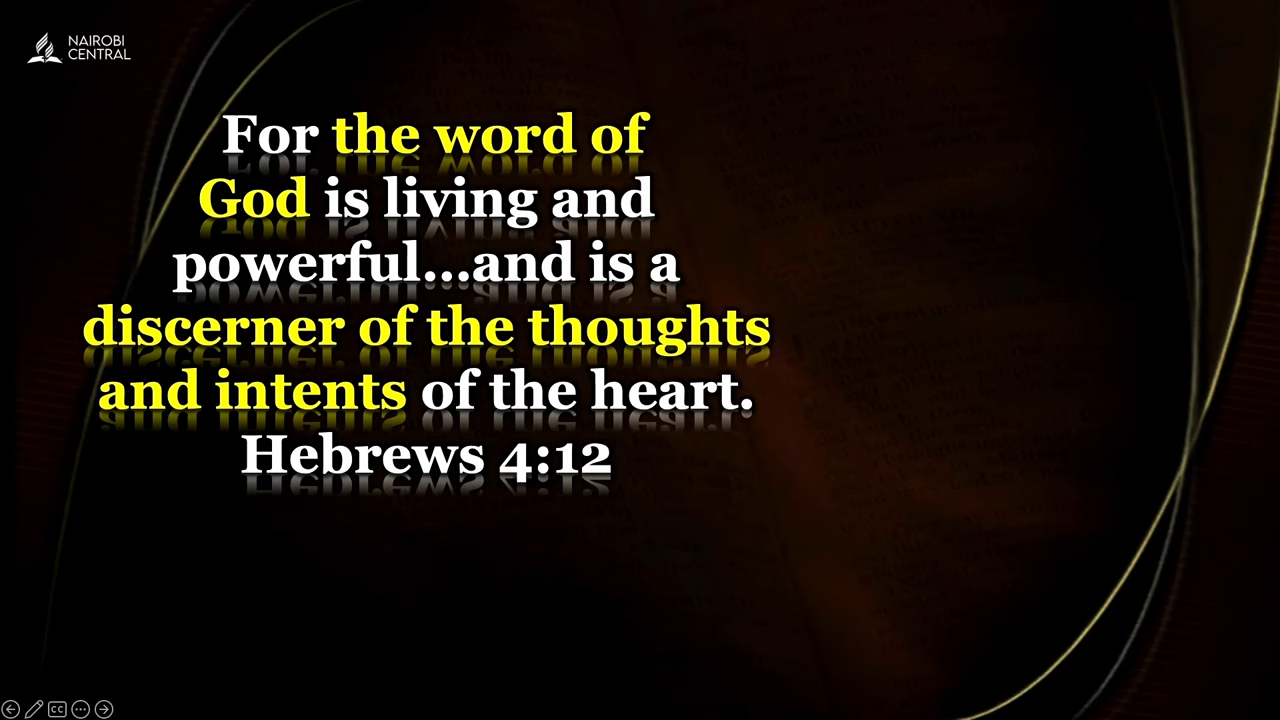 NAIROBI
CENTRAL
For the word of
God is living and
powerful...and is a
discerner of the thoughts
and intents of the heart.
Hebrews 4:12
CC